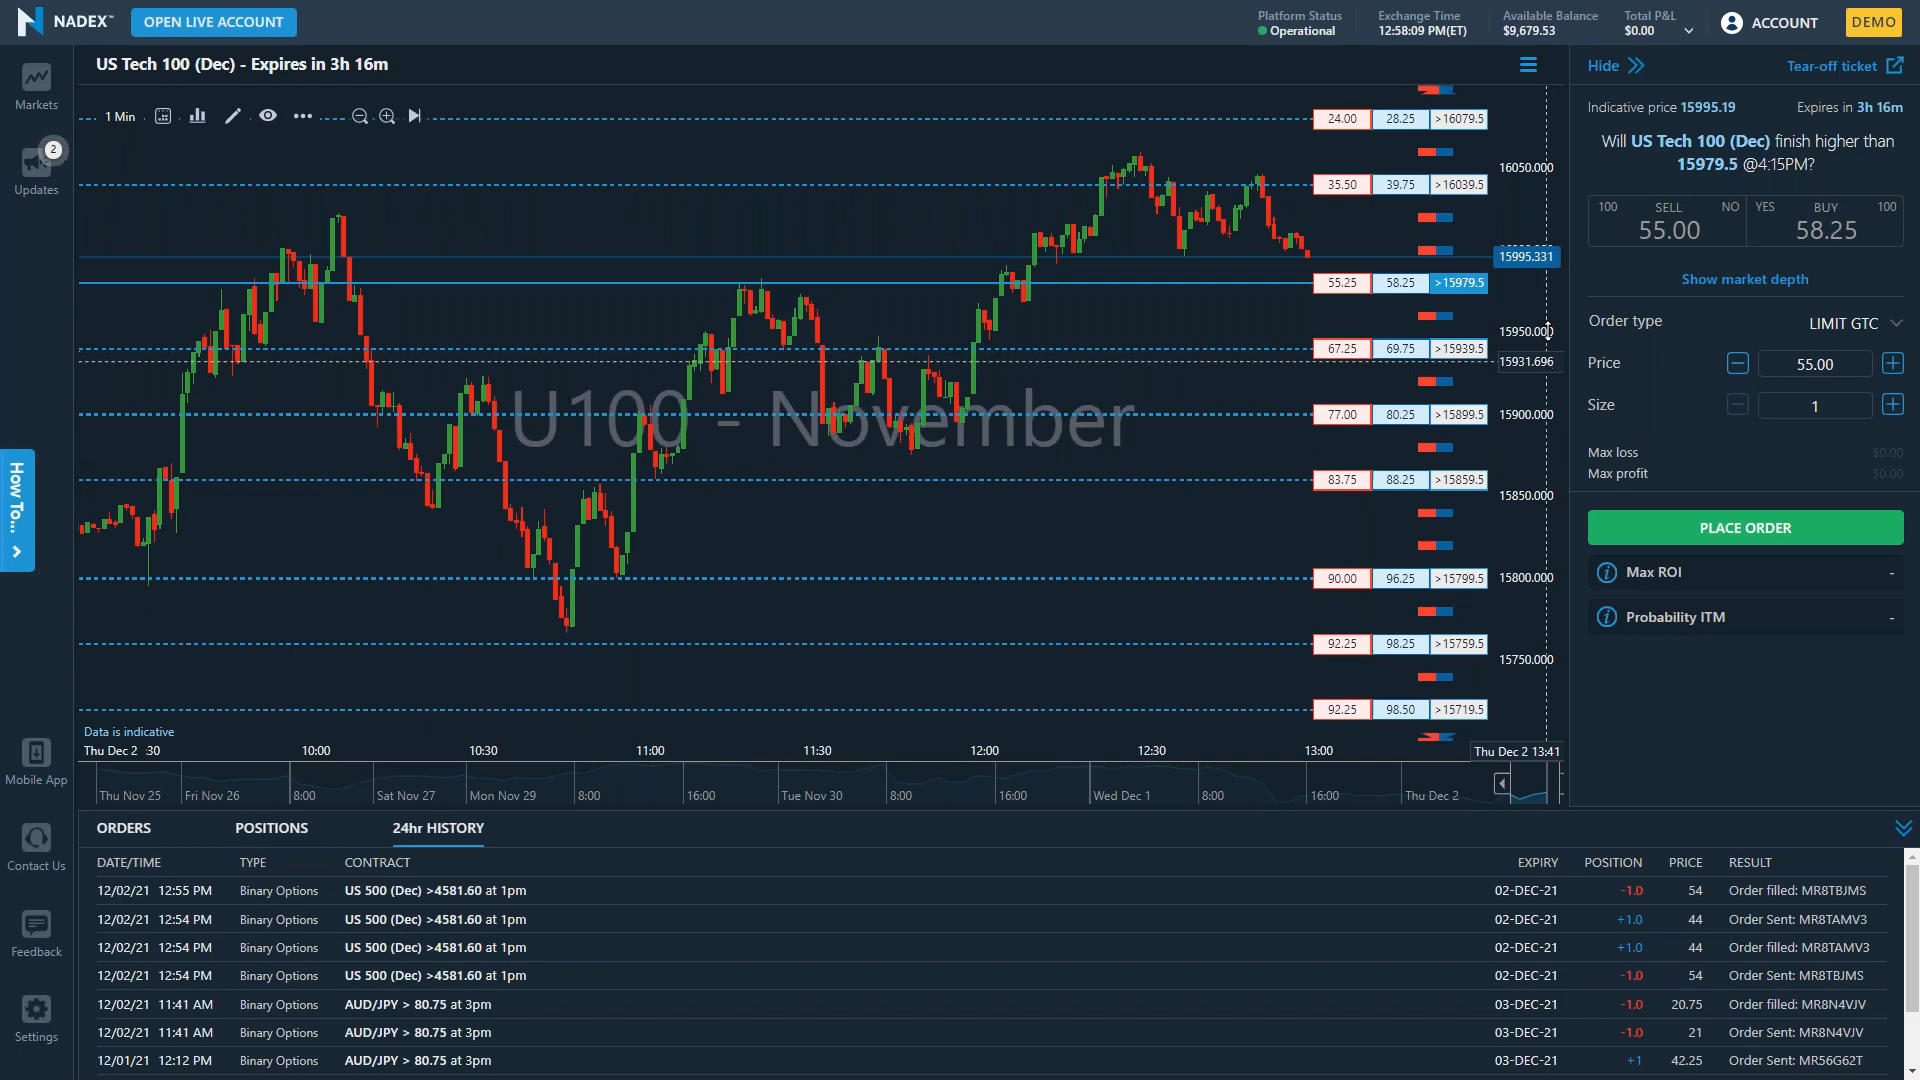 NADEX™ OPEN LIVE ACCOUNT
Platform Status Exchange Time Available Balance Total P&L ACCOUNT DEMO
Operational 12:58:09 PM(ET) $9,679.53 $0.00
Markets
2
Updates
How To...
Mobile App
Contact Us
Feedback
Settings
US Tech 100 (Dec) - Expires in 3h 16m
1 Min
U100 - November
24.00 28.25 >16079.5
16050.000
35.50 39.75 >16039.5
15995.331
55.25 58.25 >15979.5
15950.000
67.25 69.75 >15939.5
15931.696
77.00 80.25 >15899.5 15900.000
83.75 88.25 >15859.5
15850.000
90.00 96.25 >15799.5 15800.000
92.25 98.25 >15759.5
15750.000
92.25 98.50 >15719.5
Data is indicative
Thu Dec 2 :30 10:00 10:30 11:00 11:30 12:00 12:30 13:00 Thu Dec 2 13:41
Thu Nov 25 Fri Nov 26 8:00 Sat Nov 27 Mon Nov 29 8:00 16:00 Tue Nov 30 8:00 16:00 Wed Dec 1 8:00 16:00 Thu Dec 2
Hide Tear-off ticket
Indicative price 15995.19 Expires in 3h 16m
Will US Tech 100 (Dec) finish higher than
15979.5 @4:15PM?
100 SELL NO YES BUY 100
55.00 58.25
Show market depth
Order type LIMIT GTC
Price 55.00
Size 1
Max loss $0.00
Max profit $0.00
PLACE ORDER
Max ROI -
Probability ITM -
ORDERS POSITIONS 24hr HISTORY
DATE/TIME TYPE CONTRACT EXPIRY POSITION PRICE RESULT
12/02/21 12:55 PM Binary Options US 500 (Dec) >4581.60 at 1pm 02-DEC-21 -1.0 54 Order filled: MR8TBJMS
12/02/21 12:54 PM Binary Options US 500 (Dec) >4581.60 at 1pm 02-DEC-21 +1.0 44 Order Sent: MR8TAMV3
12/02/21 12:54 PM Binary Options US 500 (Dec) >4581.60 at 1pm 02-DEC-21 +1.0 44 Order filled: MR8TAMV3
12/02/21 12:54 PM Binary Options US 500 (Dec) >4581.60 at 1pm 02-DEC-21 -1.0 54 Order Sent: MR8TBJMS
12/02/21 11:41 AM Binary Options AUD/JPY > 80.75 at 3pm 03-DEC-21 -1.0 20.75 Order filled: MR8N4VJV
12/02/21 11:41 AM Binary Options AUD/JPY > 80.75 at 3pm 03-DEC-21 -1.0 21 Order Sent: MR8N4VJV
12/01/21 12:12 PM Binary Options AUD/JPY > 80.75 at 3pm 03-DEC-21 +1 42.25 Order Sent: MR56G62T